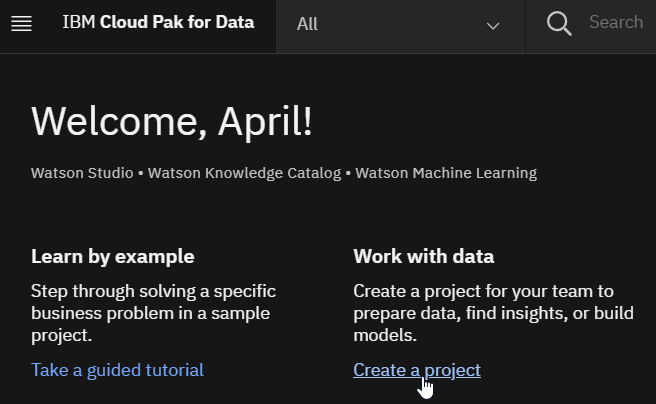 IBM Cloud Pak for Data
All
Search
Welcome, April!
Watson Studio • Watson Knowledge Catalog • Watson Machine Learning
Learn by example
Step through solving a specific
business problem in a sample
project.
Take a guided tutorial
Work with data
Create a project for your team to
prepare data, find insights, or build
models.
Create a project